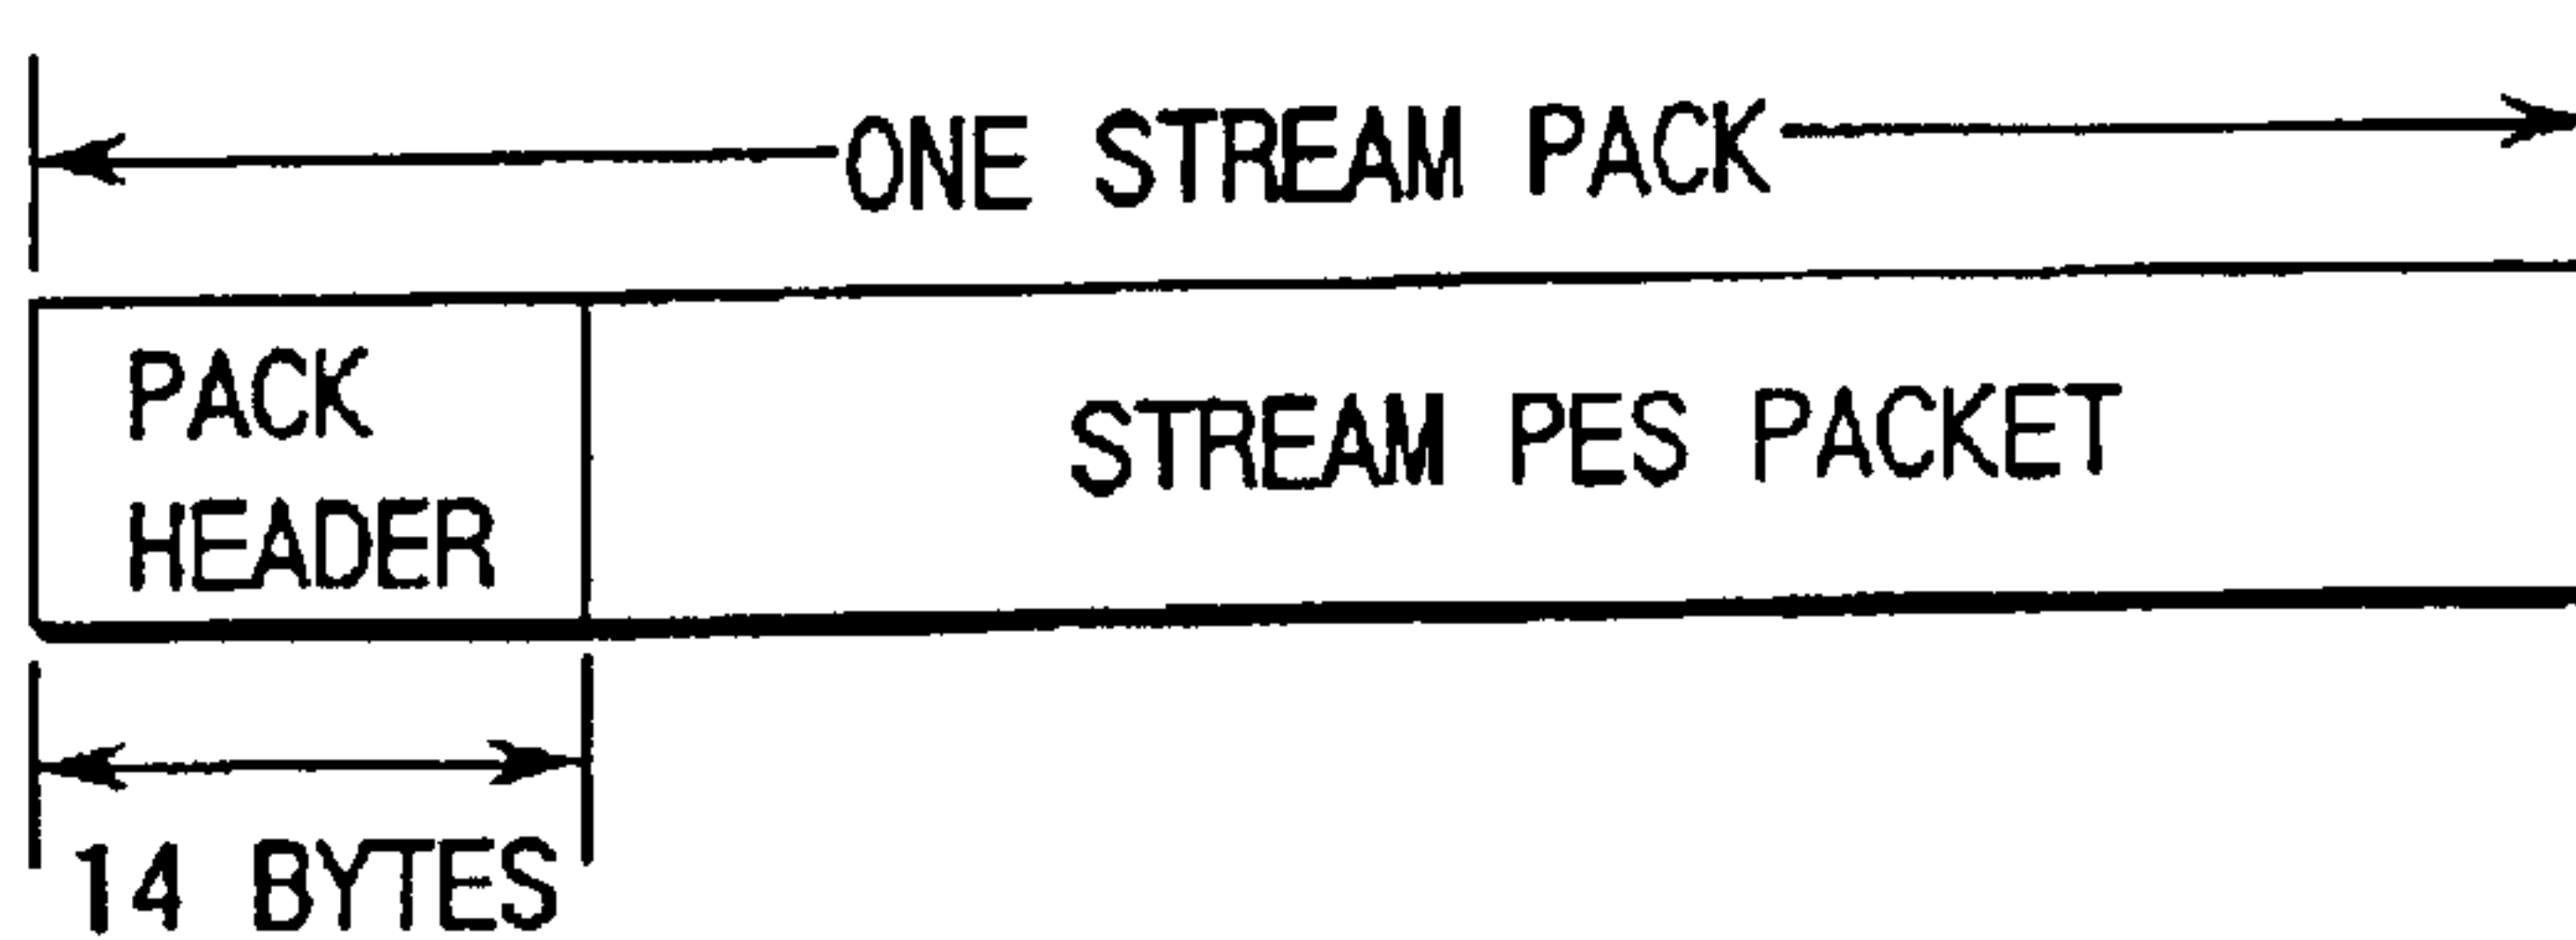 ONE STREAM PACK
PACK
HEADER
STREAM PES PACKET
14 BYTES